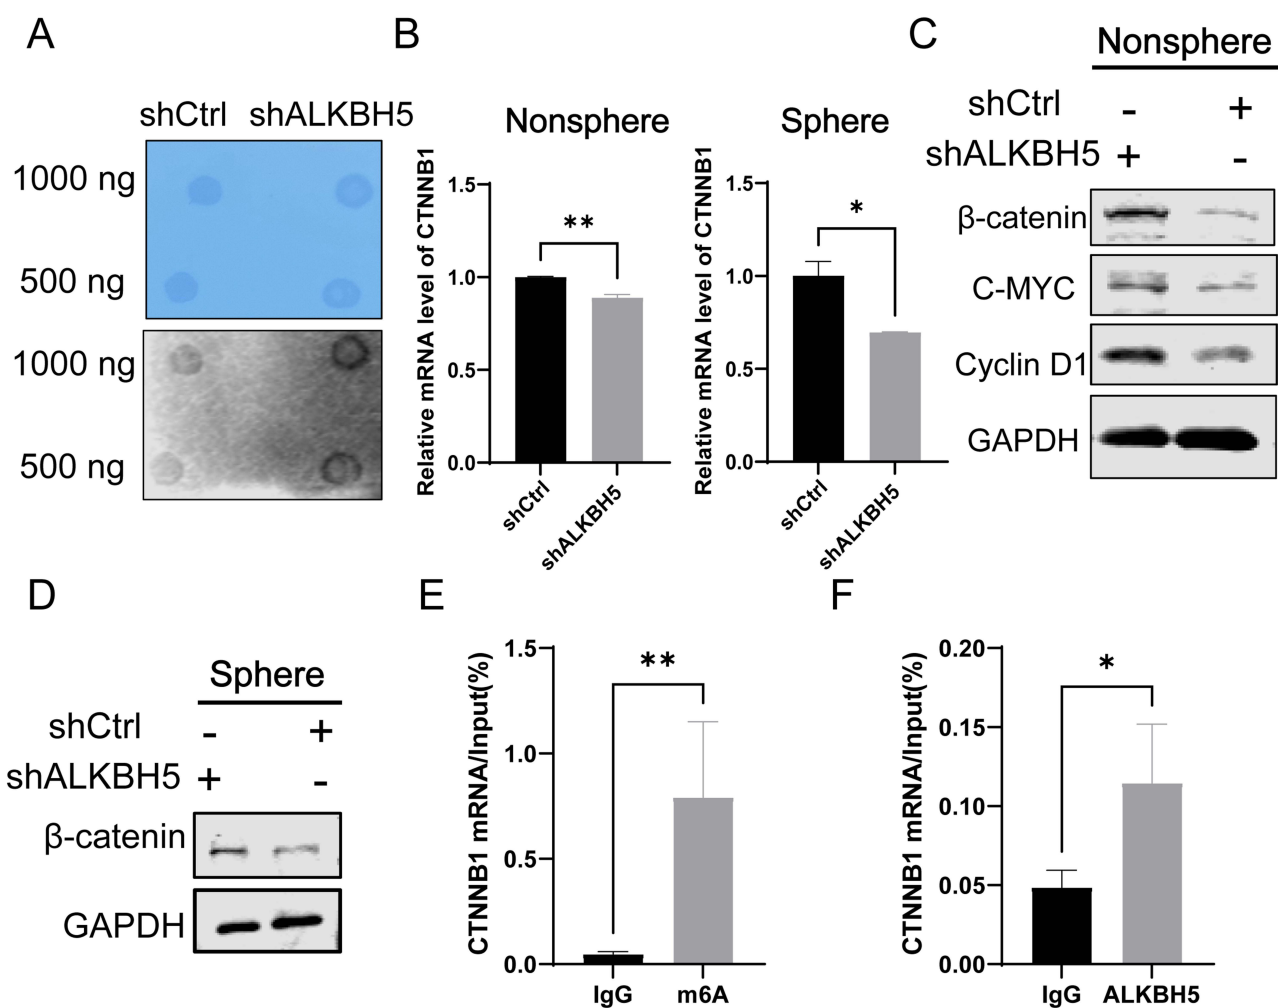 A
shCtrl shALKBH5
1000 ng
500 ng
1000 ng
500 ng
B
Nonsphere
Relative mRNA level of CTNNB1
1.5
1.0
0.5
0.0
**
shCtrl
shALKBH5
Sphere
Relative mRNA level of CTNNB1
1.5
1.0
0.5
0.0
*
shCtrl
shALKBH5
C
Nonsphere
shCtrl - +
shALKBH5 + -
β-catenin
C-MYC
Cyclin D1
GAPDH
D
Sphere
shCtrl - +
shALKBH5 + -
β-catenin
GAPDH
E
CTNNB1 mRNA/Input(%)
1.5
1.0
0.5
0.0
**
IgG m6A
F
CTNNB1 mRNA/Input(%)
0.20
0.15
0.10
0.05
0.00
*
IgG ALKBH5